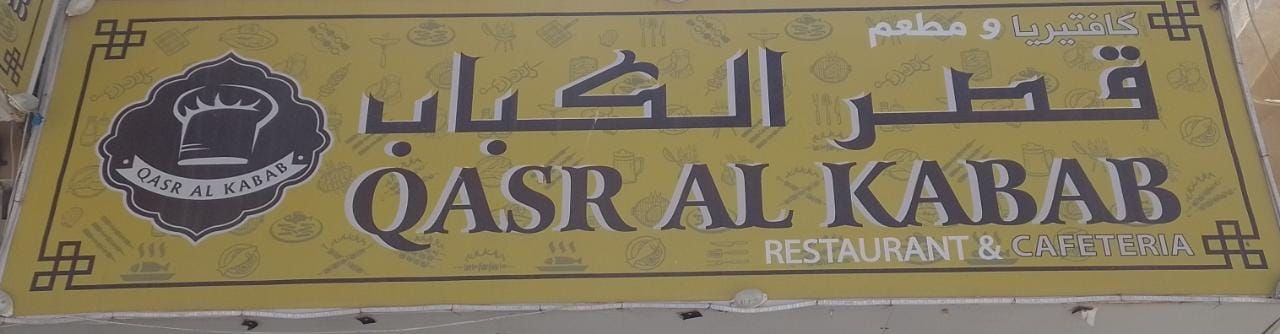 كافتيريا و مطعم
قصر الكباب
QASR AL KABAB
QASR AL KABAB
RESTAURANT & CAFETERIA